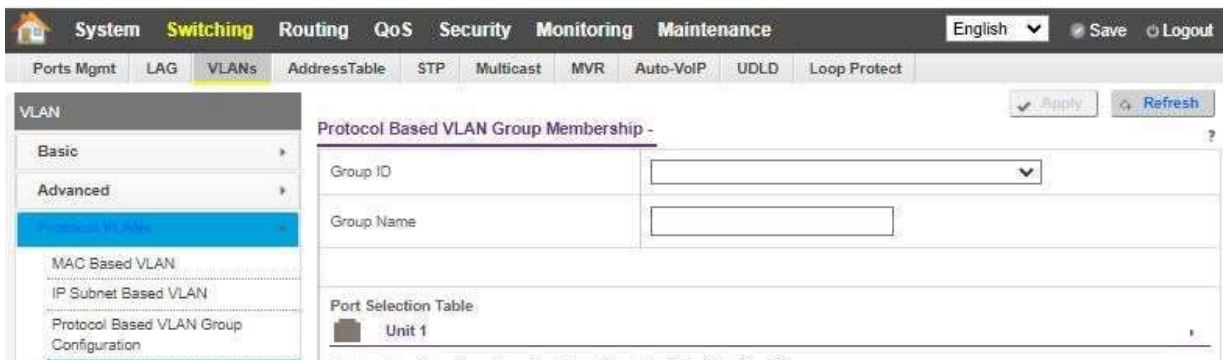 System Switching Routing QoS Security Monitoring Maintenance English Save Logout
Ports Mgmt LAG VLANs AddressTable STP Multicast MVR Auto-VoIP UDLD Loop Protect
Apply Refresh
VLAN
Basic
Advanced
Protocol VLANs
MAC Based VLAN
IP Subnet Based VLAN
Protocol Based VLAN Group
Configuration
Protocol Based VLAN Group Membership -
?
Group ID
Group Name
Port Selection Table
Unit 1